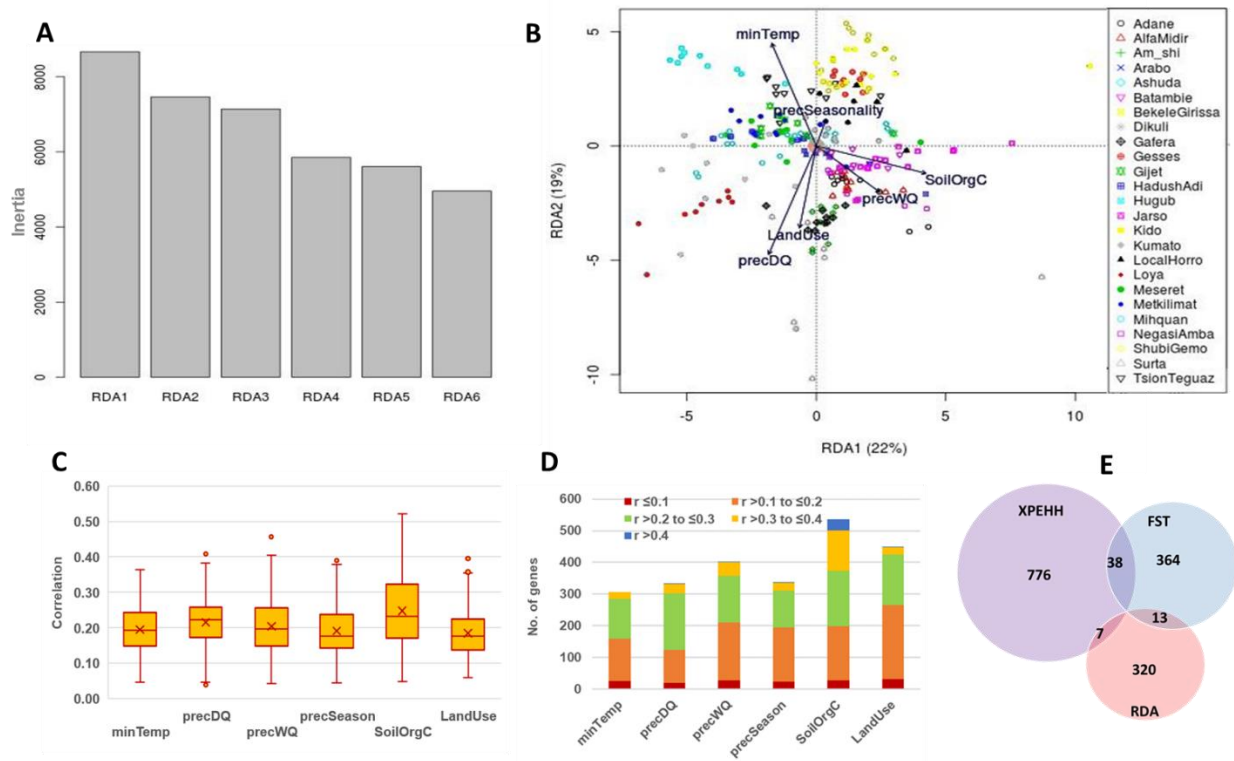 A
Inertia
8000
6000
4000
2000
0
RDA1 RDA2 RDA3 RDA4 RDA5 RDA6
B
RDA2 (19%)
5
0
-5
-10
-5 0 5 10
RDA1 (22%)
minTemp
precSeasonality
SoilOrgC
precWQ
LandUse
precDQ
Adane
AlfaMidir
Am_shi
Arabo
Ashuda
Batambie
BekeleGirissa
Dikuli
Gafera
Gesses
Gijet
HadushAdi
Hugub
Jarso
Kido
Kumato
LocalHorro
Loya
Meseret
Metkilimat
Mihquan
NegasiAmba
ShubiGemo
Surta
TsionTeguaz
C
Correlation
0.60
0.50
0.40
0.30
0.20
0.10
0.00
minTemp precDQ precWQ precSeason SoilOrgC LandUse
D
No. of genes
600
500
400
300
200
100
0
r ≤0.1 r >0.1 to ≤0.2
r >0.2 to ≤0.3 r >0.3 to ≤0.4
r >0.4
minTemp precDQ precWQ precSeason SoilOrgC LandUse
E
XPEHH
FST
776
38
364
13
7
320
RDA